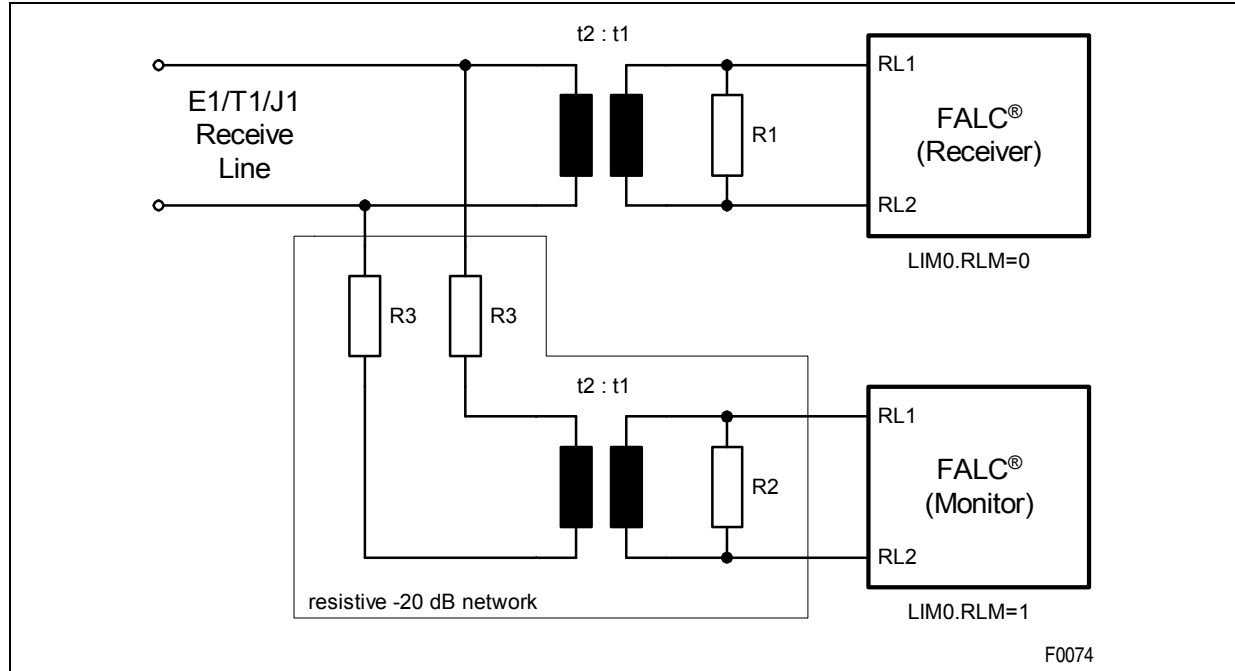 t2 : t1
E1/T1/J1
Receive
Line
R1
RL1
FALC®
(Receiver)
RL2
LIM0.RLM=0
R3
R3
t2 : t1
R2
RL1
FALC®
(Monitor)
RL2
resistive -20 dB network
LIM0.RLM=1
F0074